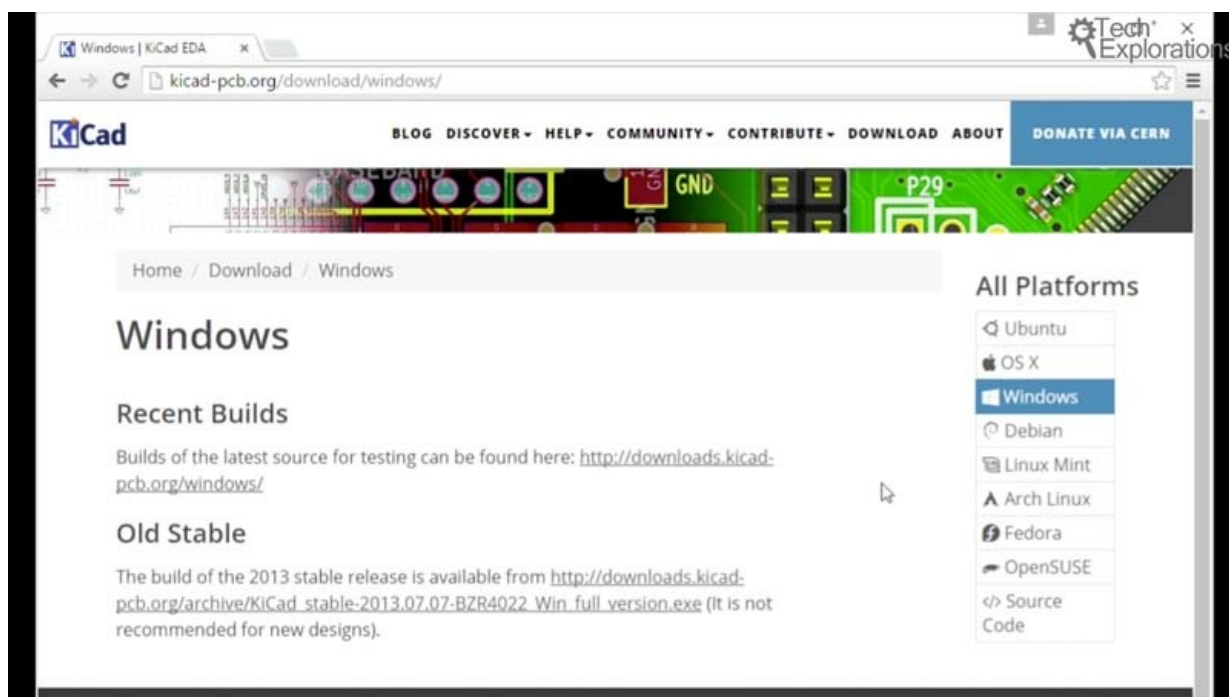 Windows | KiCad EDA
Tech
Explorations
kicad-pcb.org/download/windows/
KiCad
BLOG DISCOVER HELP COMMUNITY CONTRIBUTE DOWNLOAD ABOUT DONATE VIA CERN
GND
P29
Home / Download / Windows
All Platforms
Windows
Ubuntu
OS X
Windows
Debian
Linux Mint
Arch Linux
Fedora
OpenSUSE
</> Source
Code
Recent Builds
Builds of the latest source for testing can be found here: http://downloads.kicad-
pcb.org/windows/
Old Stable
The build of the 2013 stable release is available from http://downloads.kicad-
pcb.org/archive/KiCad_stable-2013.07.07-BZR4022_Win_full_version.exe (It is not
recommended for new designs).